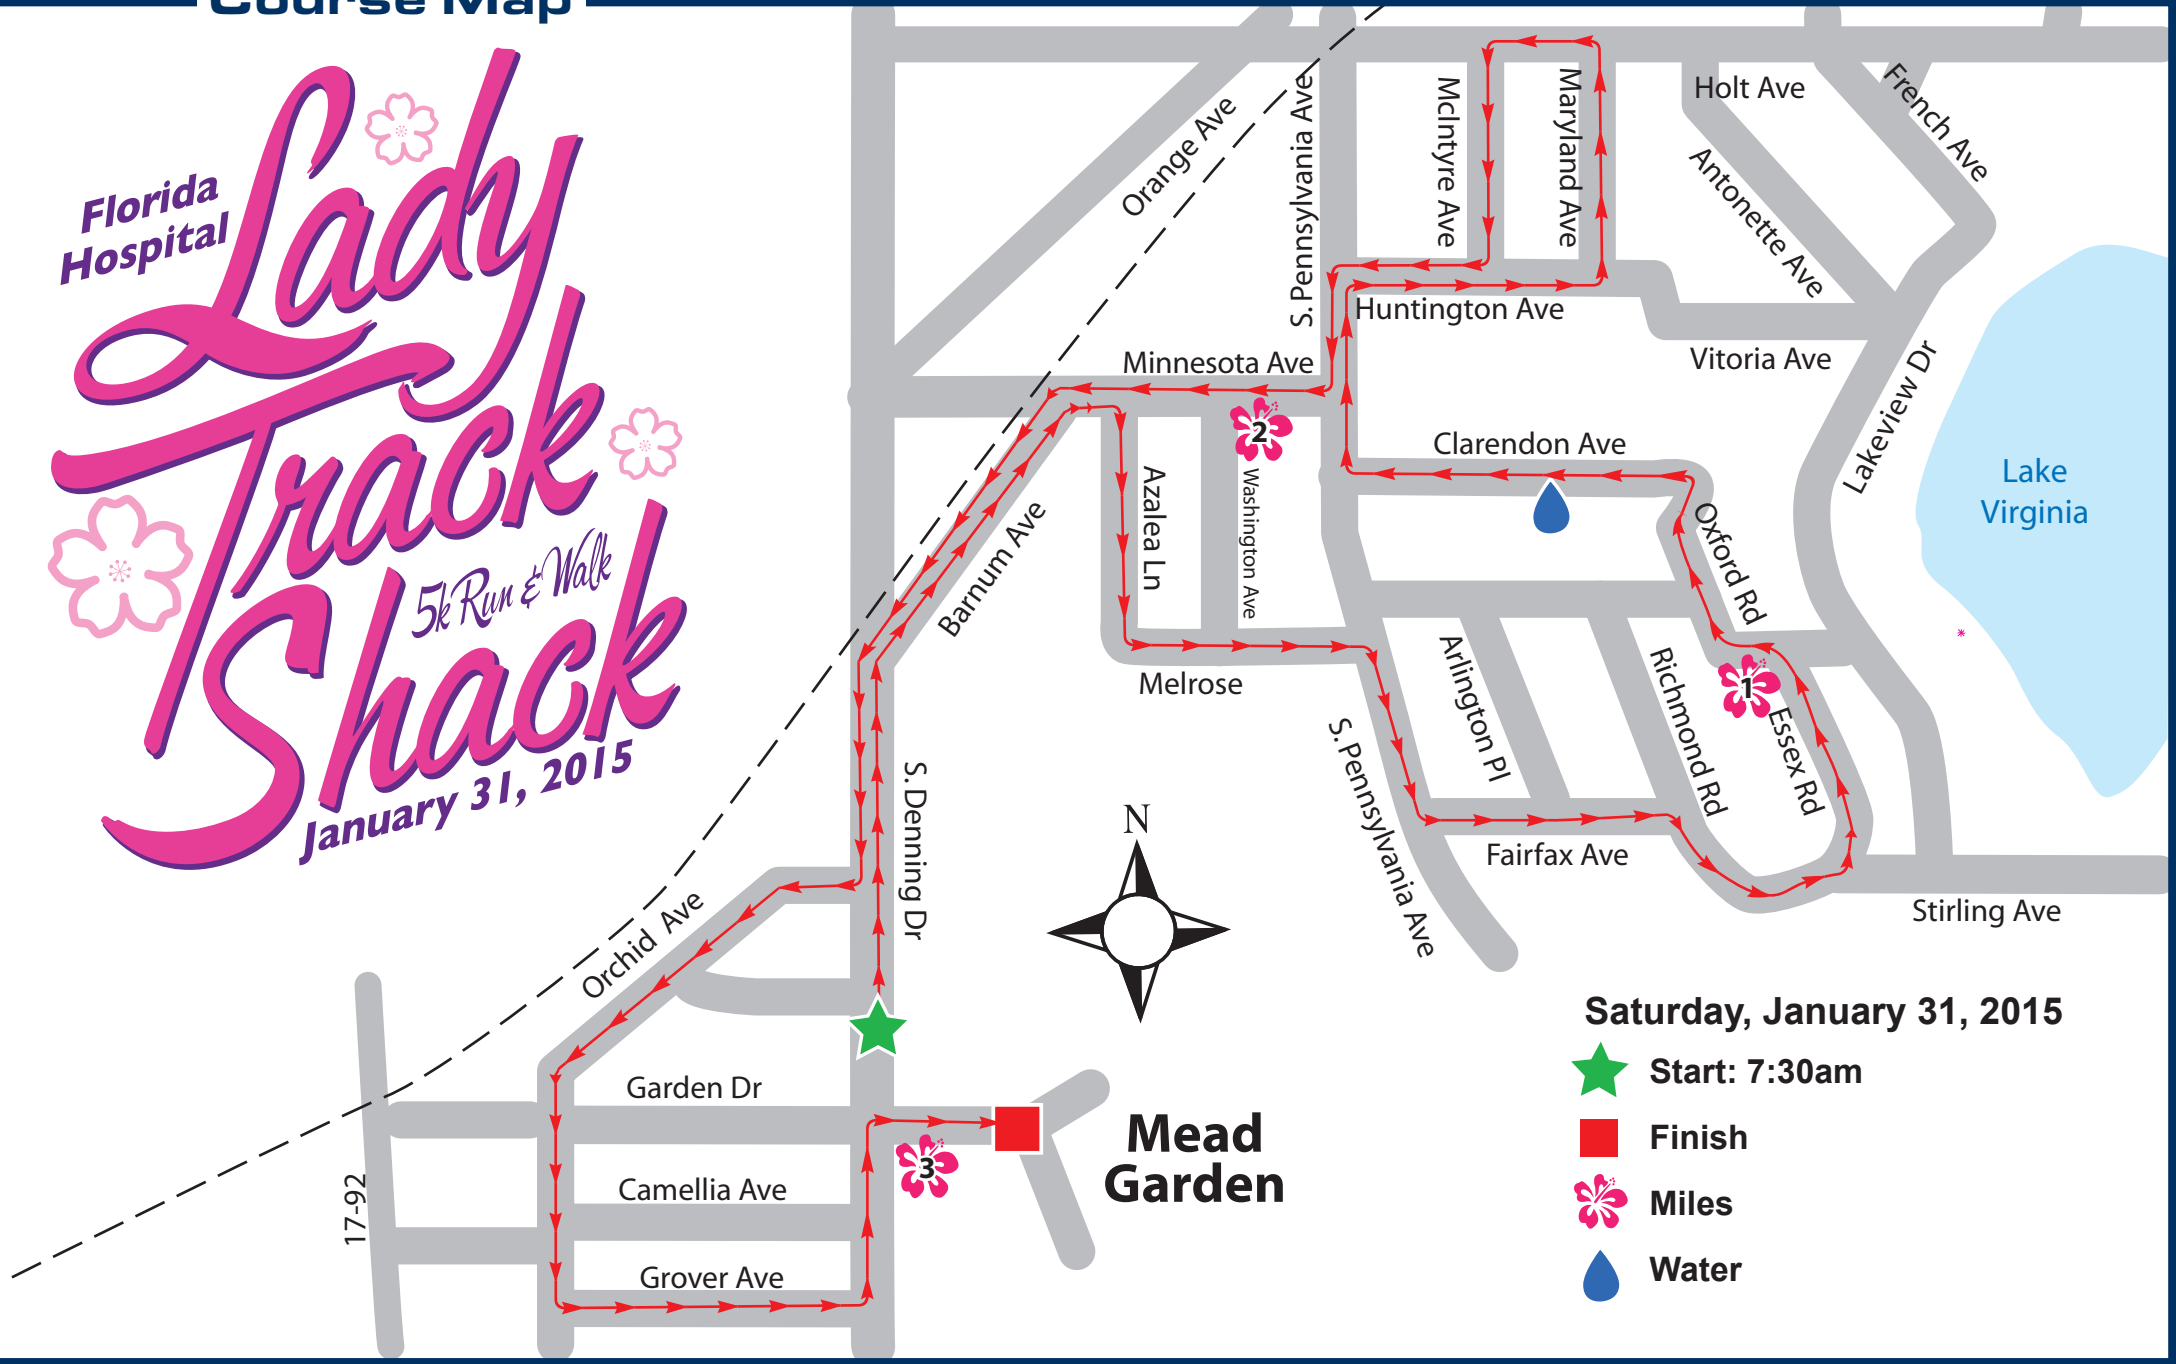 Course Map
Florida
Hospital
Lady
Track
Shack
5k Run & Walk
January 31, 2015
Orange Ave
S. Pennsylvania Ave
McIntyre Ave
Maryland Ave
Holt Ave
French Ave
Antonette Ave
Huntington Ave
Vitoria Ave
Minnesota Ave
Lakeview Dr
Clarendon Ave
2
Lake
Virginia
Azalea Ln
Washington Ave
Barnum Ave
Oxford Rd
Melrose
Arlington Pl
Richmond Rd
1
Essex Rd
S. Pennsylvania Ave
S. Denning Dr
N
Fairfax Ave
Stirling Ave
Orchid Ave
Garden Dr
Camellia Ave
Grover Ave
17-92
3
Mead
Garden
Saturday, January 31, 2015
Start: 7:30am
Finish
Miles
Water